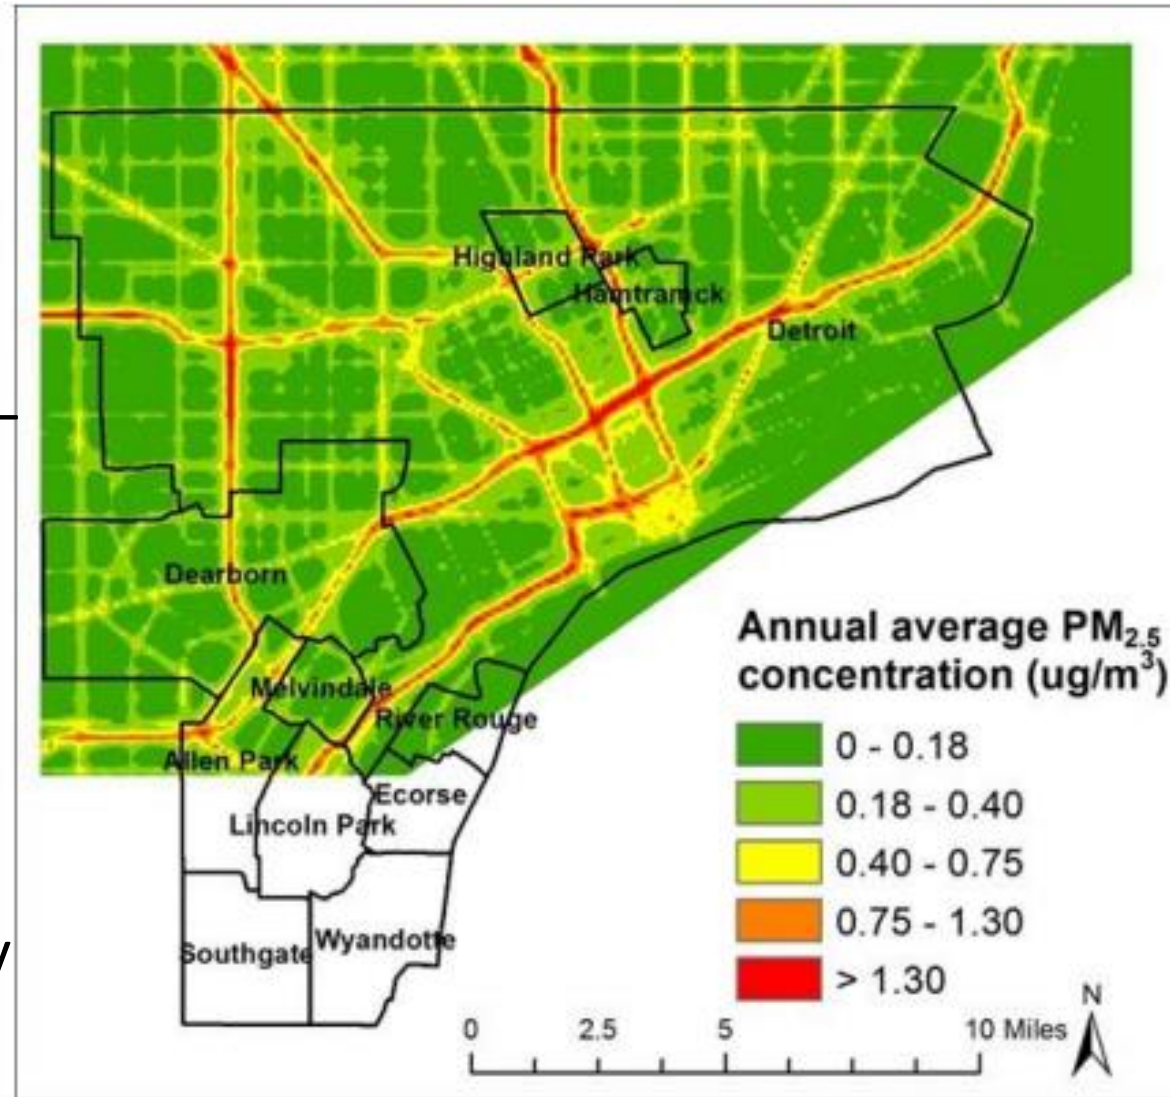 Highland Park
Hamtramck
Detroit
Dearborn
Melvindale
River Rouge
Allen Park
Ecorse
Lincoln Park
Southgate
Wyandotte
Annual average PM2.5
concentration (ug/m3)
0 - 0.18
0.18 - 0.40
0.40 - 0.75
0.75 - 1.30
> 1.30
N
0 2.5 5 10 Miles
y